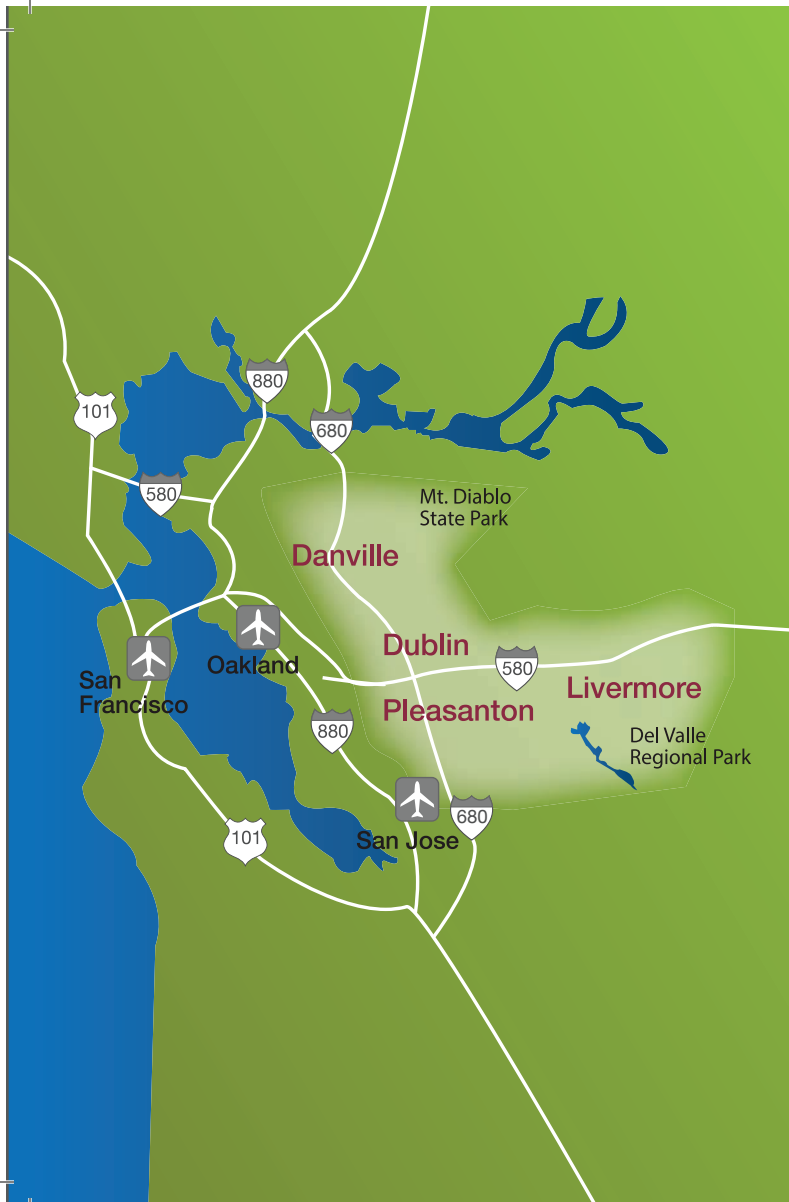 880
101
680
580
Mt. Diablo
State Park
Danville
Dublin
Oakland
580
San
Francisco
Livermore
Pleasanton
880
Del Valle
Regional Park
680
101
San Jose